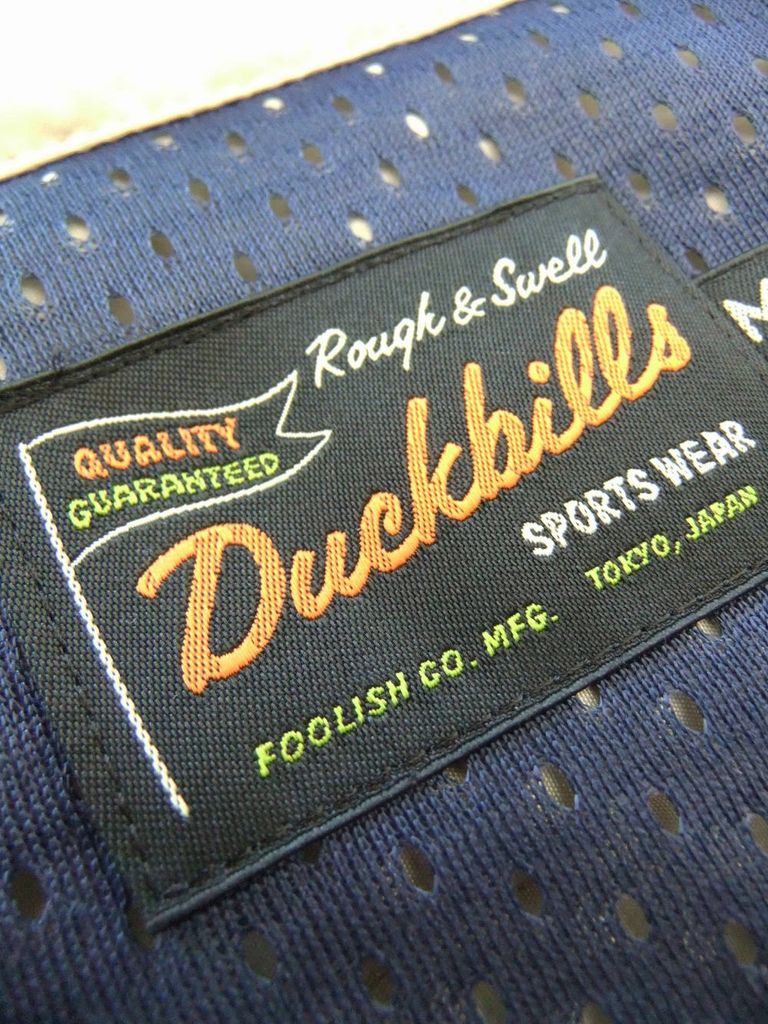 Rough & Swell
QUALITY
GUARANTEED
Duckbills
SPORTS WEAR
FOOLISH CO. MFG. TOKYO, JAPAN